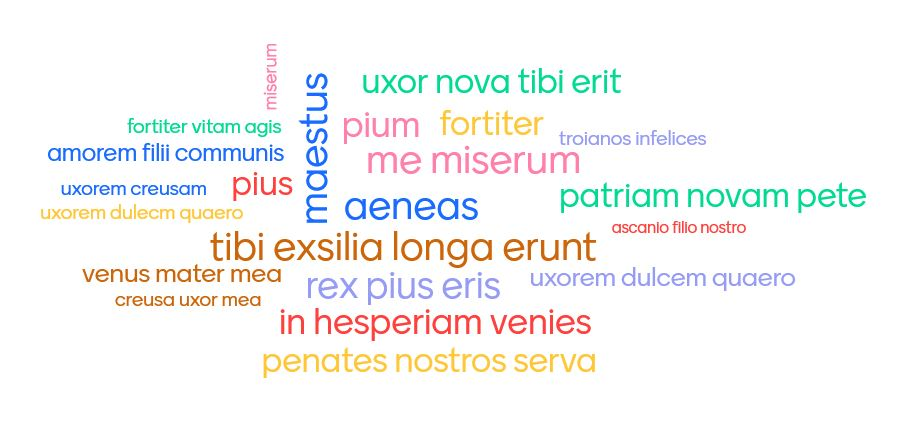 miserum
uxor nova tibi erit
maestus
fortiter vitam agis
pium
fortiter
troianos infelices
amorem filii communis
me miserum
uxorem creusam
pius
patriam novam pete
uxorem dulecm quaero
aeneas
ascanio filio nostro
tibi exsilia longa erunt
venus mater mea
rex pius eris
uxorem dulcem quaero
creusa uxor mea
in hesperiam venies
penates nostros serva